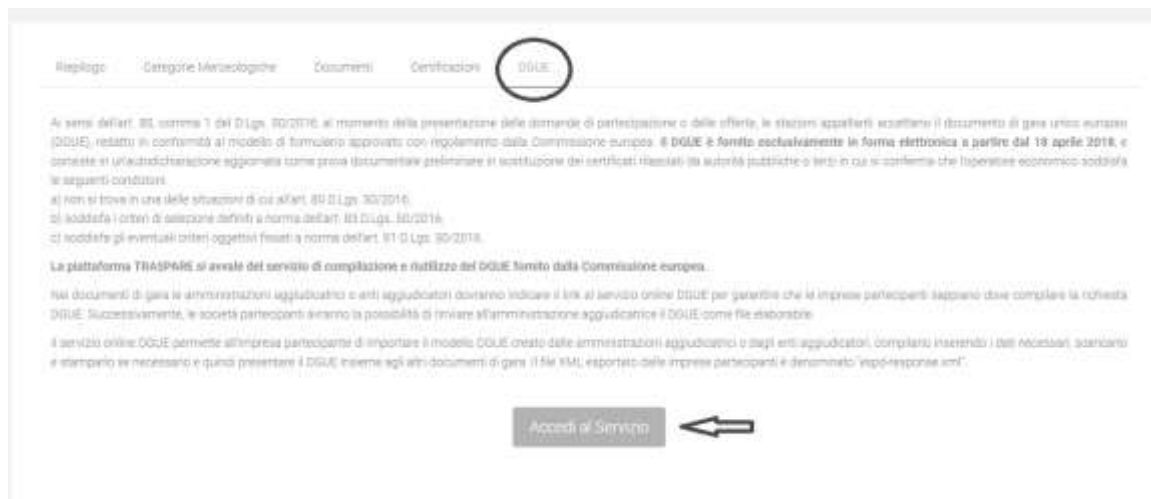 Riepilogo Categorie Merceologiche Documenti Certificazioni DGUE
Ai sensi dell'art. 85, comma 1 del D.Lgs. 50/2016, al momento della presentazione delle domande di partecipazione o delle offerte, le stazioni appaltanti accettano il documento di gara unico europeo
(DGUE), redatto in conformità al modello di formulario approvato con regolamento dalla Commissione europea. Il DGUE è fornito esclusivamente in forma elettronica a partire dal 18 aprile 2018, e
consiste in un'autodichiarazione aggiornata come prova documentale preliminare in sostituzione dei certificati rilasciati da autorità pubbliche o terzi in cui si conferma che l'operatore economico soddisfa
le seguenti condizioni:
a) non si trova in una delle situazioni di cui all'art. 80 D.Lgs. 50/2016;
b) soddisfa i criteri di selezione definiti a norma dell'art. 83 D.Lgs. 50/2016;
c) soddisfa gli eventuali criteri oggettivi fissati a norma dell'art. 91 D.Lgs. 50/2016.
La piattaforma TRASPARE si avvale del servizio di compilazione e riutilizzo del DGUE fornito dalla Commissione europea.
Nei documenti di gara le amministrazioni aggiudicatrici o enti aggiudicatori dovranno indicare il link al servizio online DGUE per garantire che le imprese partecipanti sappiano dove compilare la richiesta
DGUE. Successivamente, le società partecipanti avranno la possibilità di rinviare all'amministrazione aggiudicatrice il DGUE come file elaborabile.
Il servizio online DGUE permette all'impresa partecipante di importare il modello DGUE creato dalle amministrazioni aggiudicatrici o dagli enti aggiudicatori, compilarlo inserendo i dati necessari, scaricarlo
e stamparlo se necessario e quindi presentare il DGUE insieme agli altri documenti di gara. Il file XML esportato dalle imprese partecipanti è denominato "espd-response.xml".
Accedi al Servizio